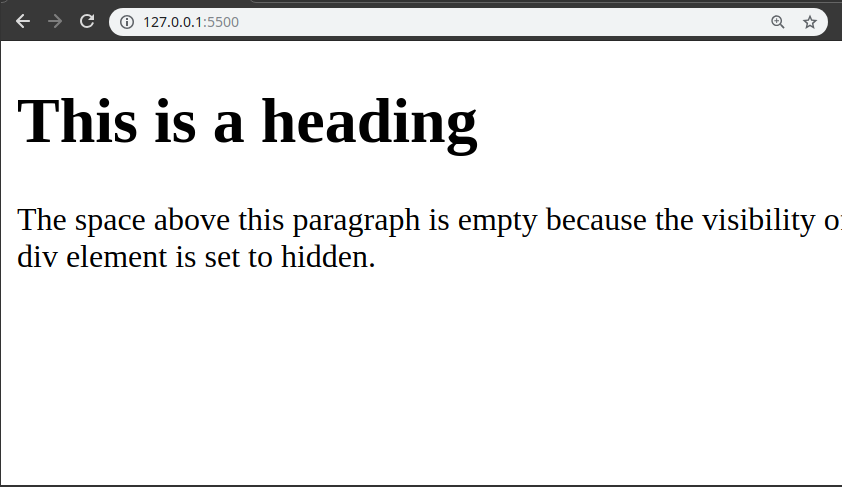 127.0.0.1:5500
This is a heading
The space above this paragraph is empty because the visibility
div element is set to hidden.